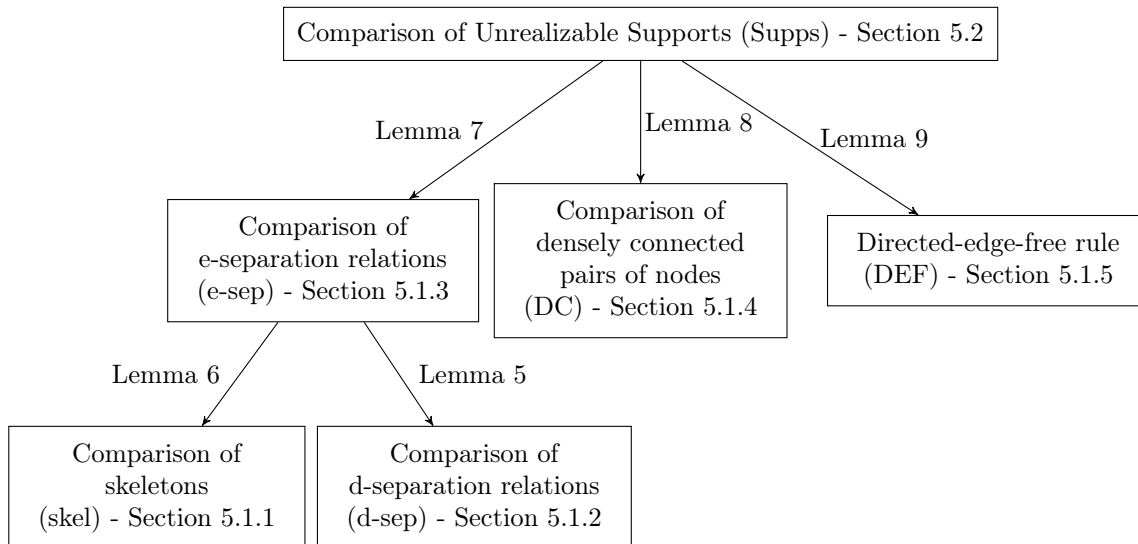 Comparison of Unrealizable Supports (Supps) - Section 5.2
Lemma 7
Lemma 8
Lemma 9
Comparison of
e-separation relations
(e-sep) - Section 5.1.3
Comparison of
densely connected
pairs of nodes
(DC) - Section 5.1.4
Directed-edge-free rule
(DEF) - Section 5.1.5
Lemma 6
Lemma 5
Comparison of
skeletons
(skel) - Section 5.1.1
Comparison of
d-separation relations
(d-sep) - Section 5.1.2